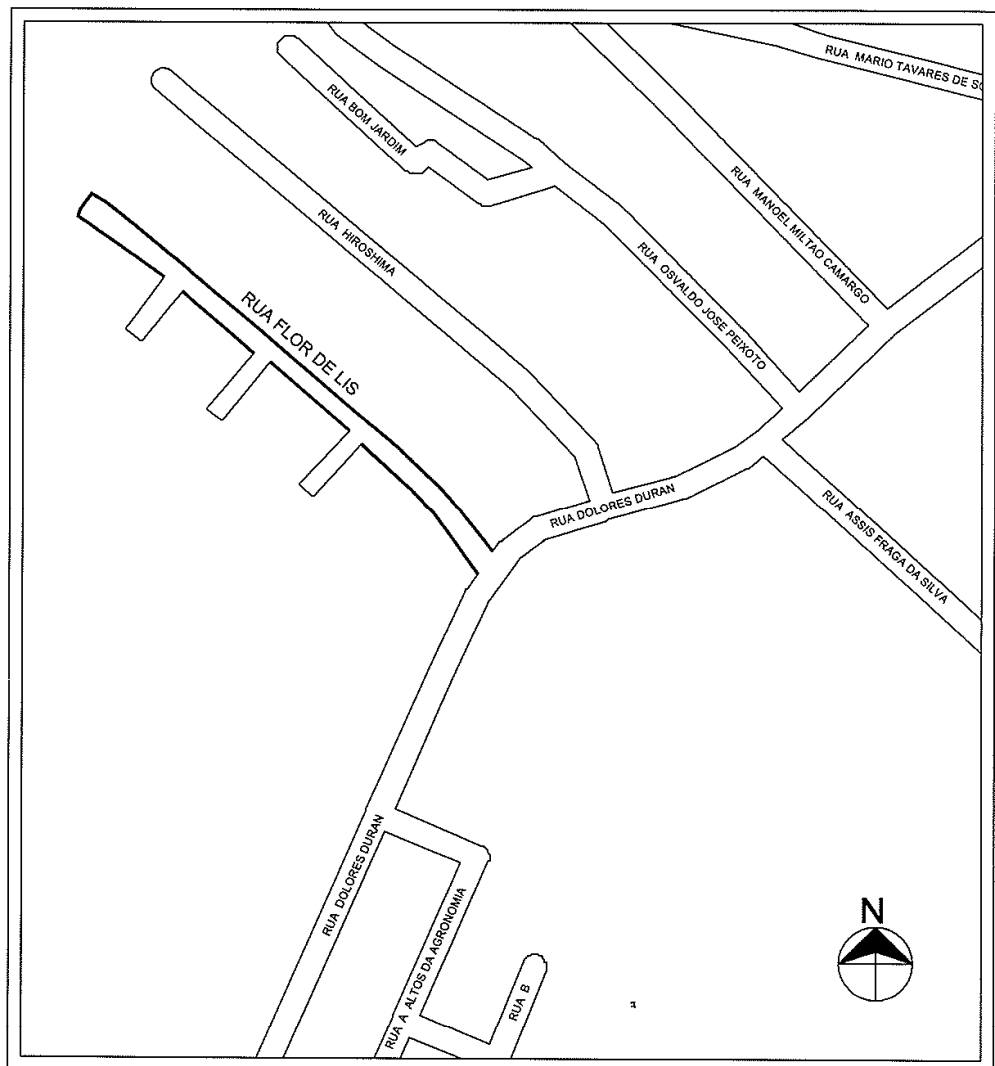 RUA MARIO TAVARES DE
RUA BOM JARDIM
RUA MANOEL MILTAO CAMARGO
RUA HIROSHIMA
RUA OSVALDO JOSE PEIXOTO
RUA FLOR DE LIS
RUA DOLORES DURAN
RUA ASSIS FRAGA DA SILVA
RUA DOLORES DURAN
RUA A ALTOS DA AGRONOMIA
RUA B
N